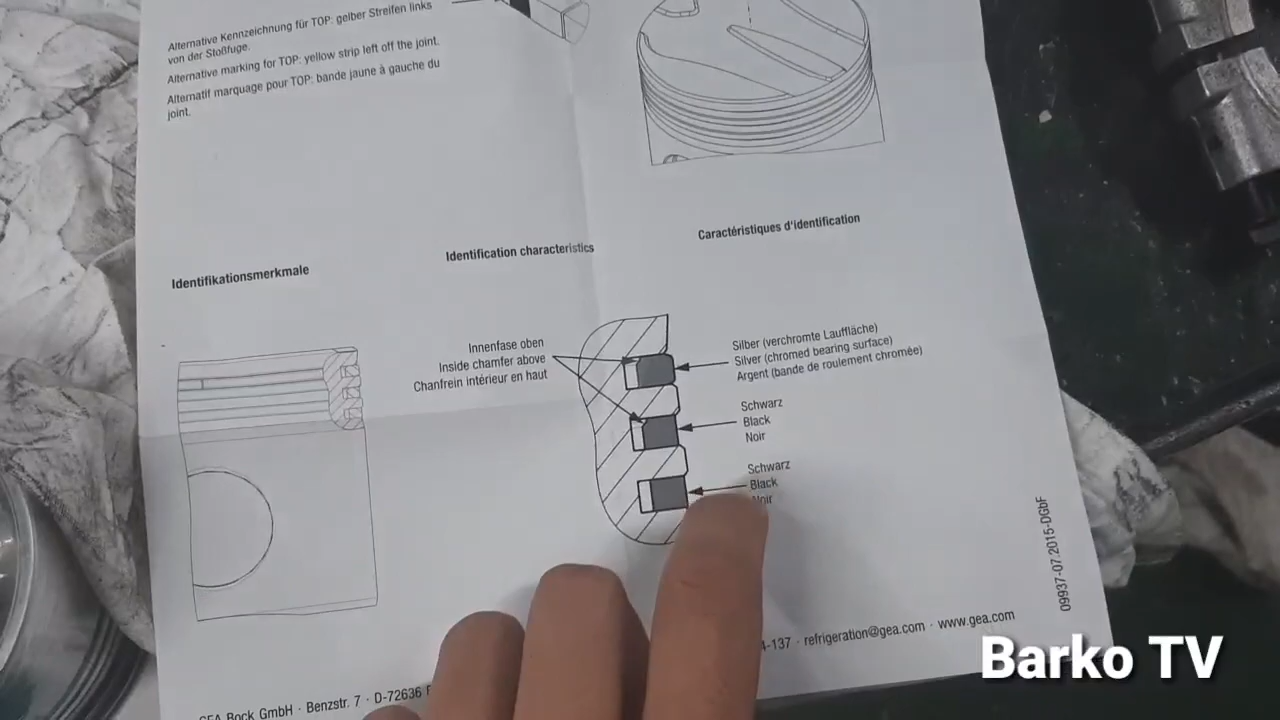 Alternative Kennzeichnung für TOP: gelber Streifen links
von der Stoßfuge.
Alternative marking for TOP: yellow strip left off the joint.
Alternatif marquage pour TOP: bande jaune à gauche du
joint.
Identifikationsmerkmale
Identification characteristics
Caractéristiques d'identification
Innenfase oben
Inside chamfer above
Chanfrein intérieur en haut
Silber (verchromte Lauffläche)
Silver (chromed bearing surface)
Argent (bande de roulement chromée)
Schwarz
Black
Noir
Schwarz
Black
Noir
09937-07.2015-DGbF
GEA Bock GmbH · Benzstr. 7 · D-72636
-137 · refrigeration@gea.com · www.gea.com
Barko TV